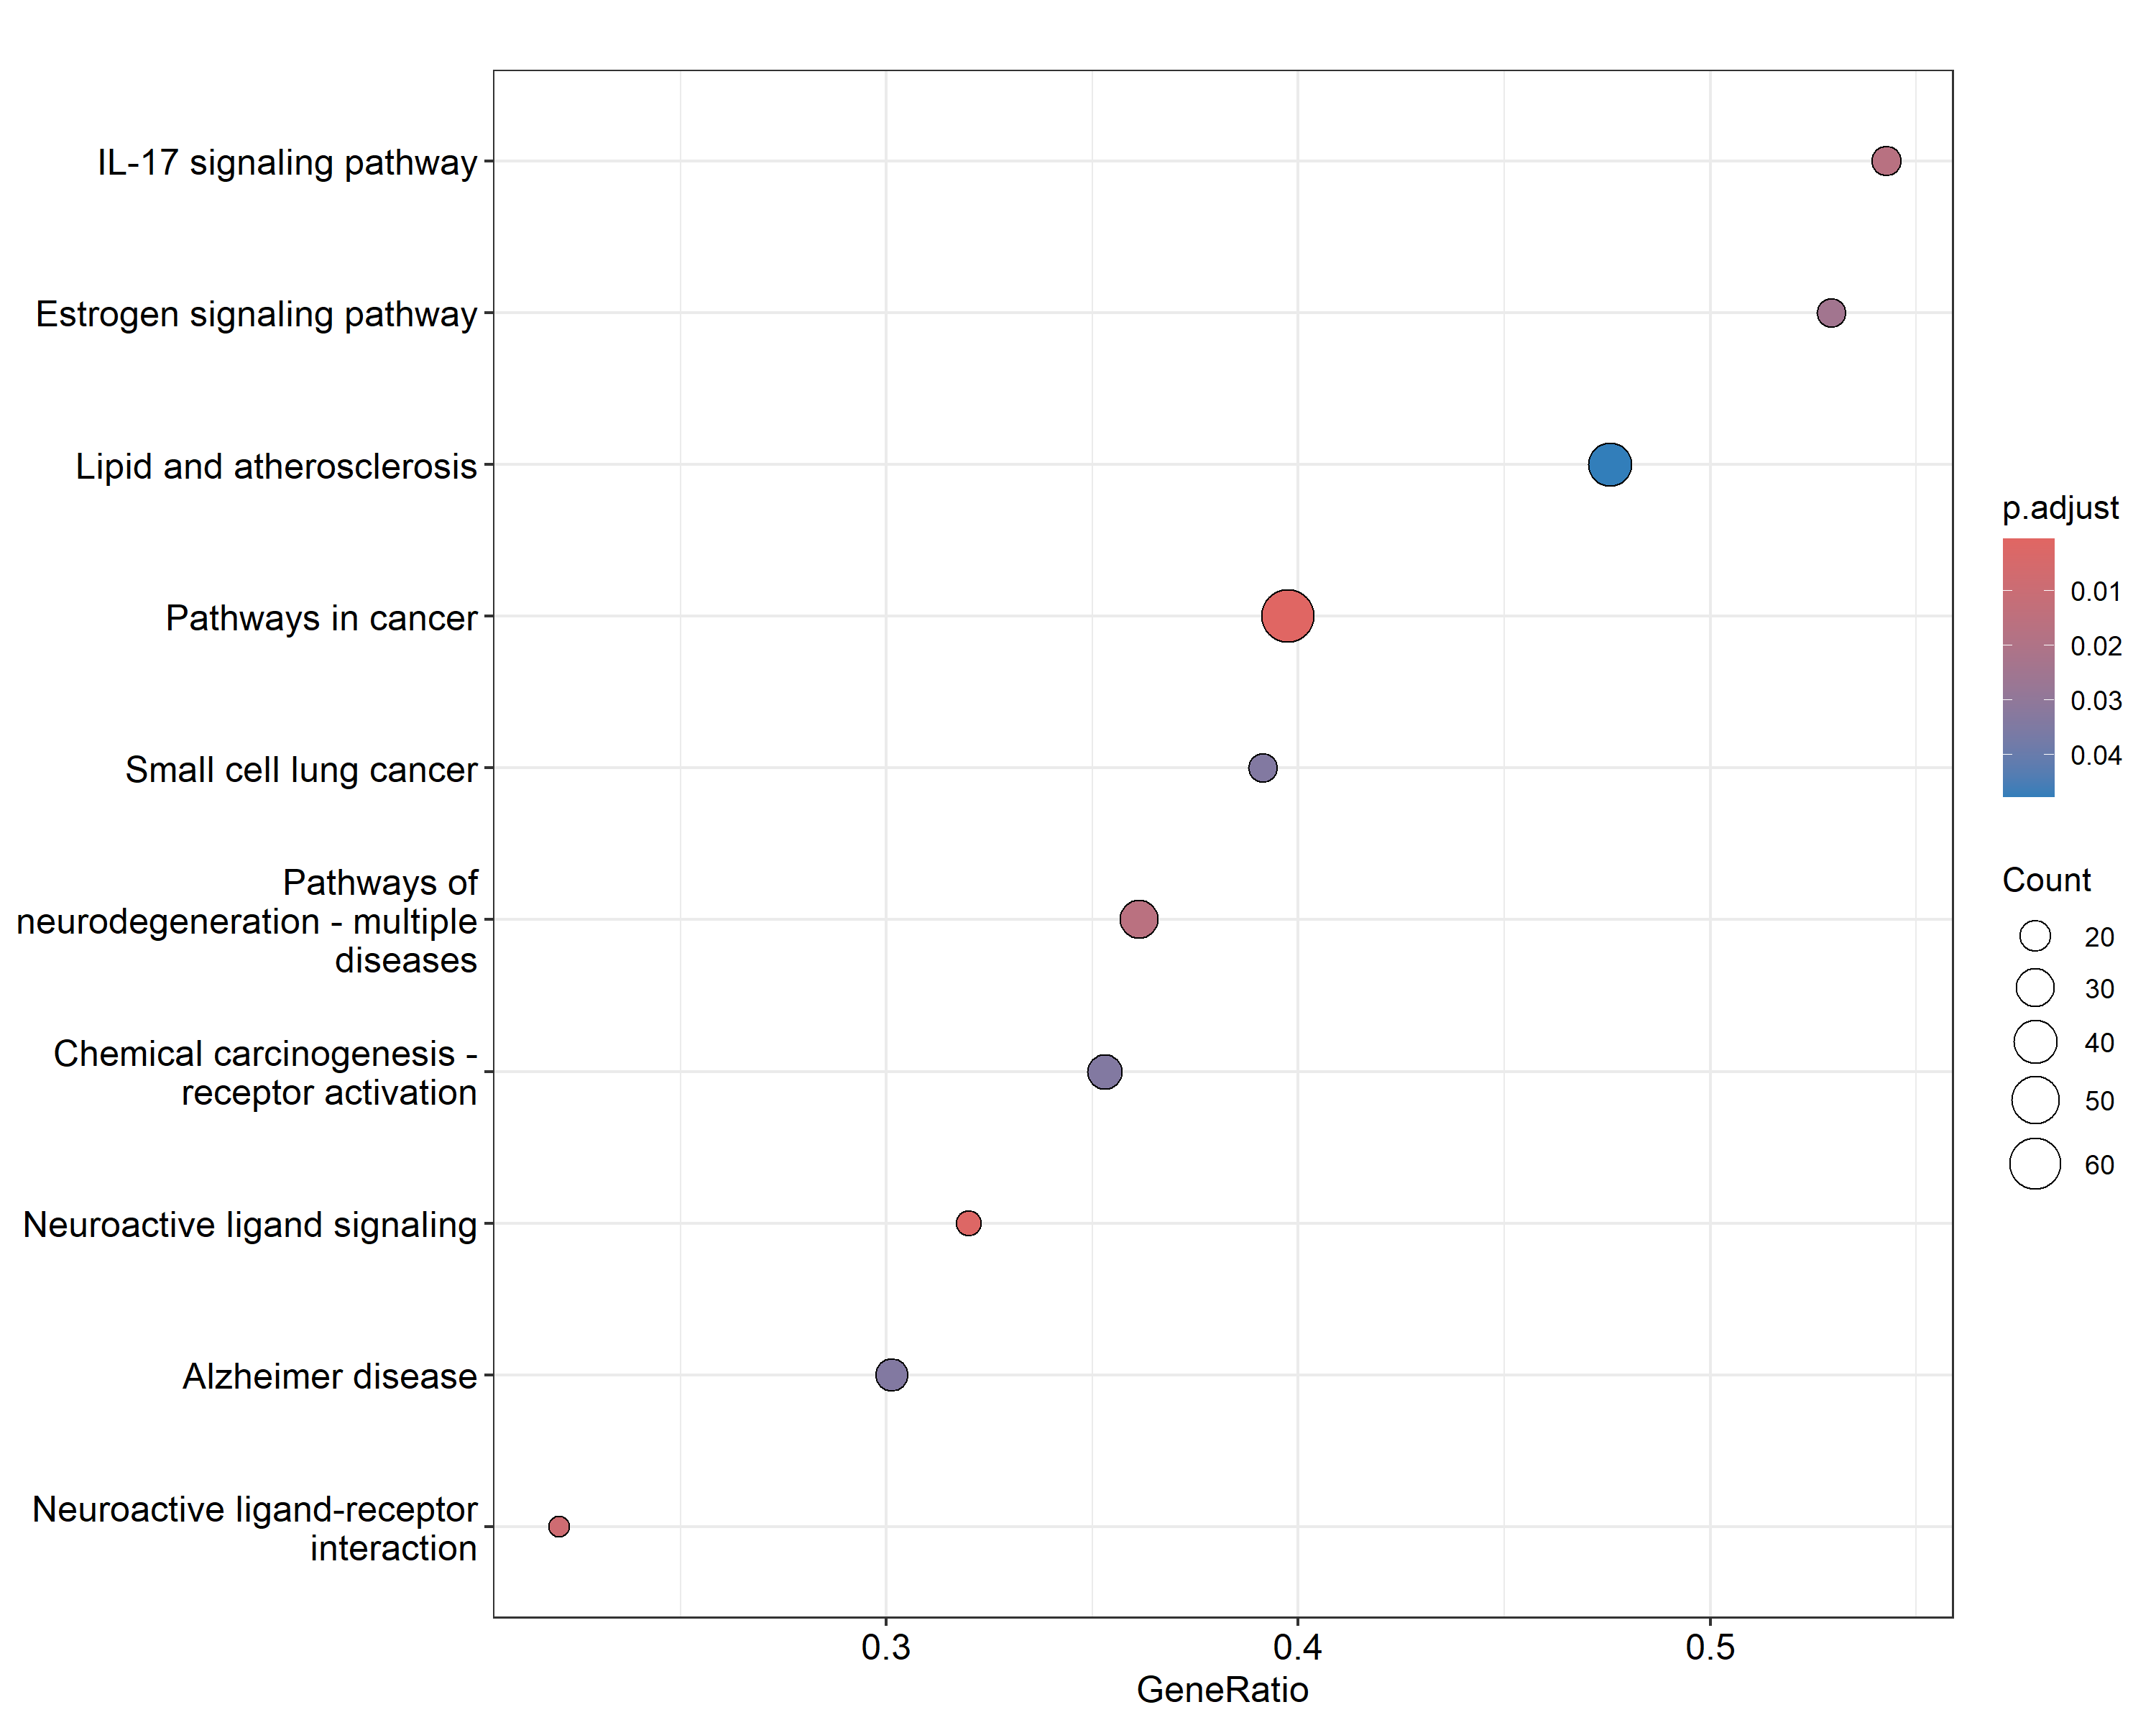 IL-17 signaling pathway
Estrogen signaling pathway
Lipid and atherosclerosis
Pathways in cancer
Small cell lung cancer
Pathways of
neurodegeneration - multiple
diseases
Chemical carcinogenesis -
receptor activation
Neuroactive ligand signaling
Alzheimer disease
Neuroactive ligand-receptor
interaction
0.3
0.4
0.5
GeneRatio
p.adjust
0.01
0.02
0.03
0.04
Count
20
30
40
50
60